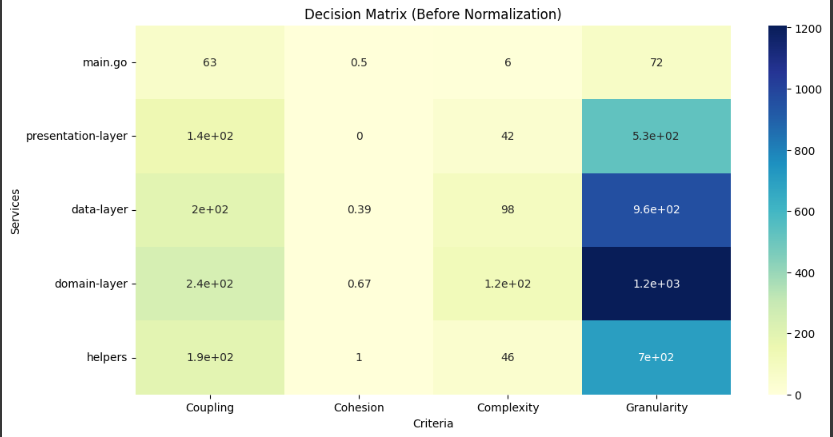 Decision Matrix (Before Normalization)
main.go 63 0.5 6 72
presentation-layer 1.4e+02 0 42 5.3e+02
data-layer 2e+02 0.39 98 9.6e+02
domain-layer 2.4e+02 0.67 1.2e+02 1.2e+03
helpers 1.9e+02 1 46 7e+02
Coupling Cohesion Complexity Granularity
Criteria
Services
1200
1000
800
600
400
200
0